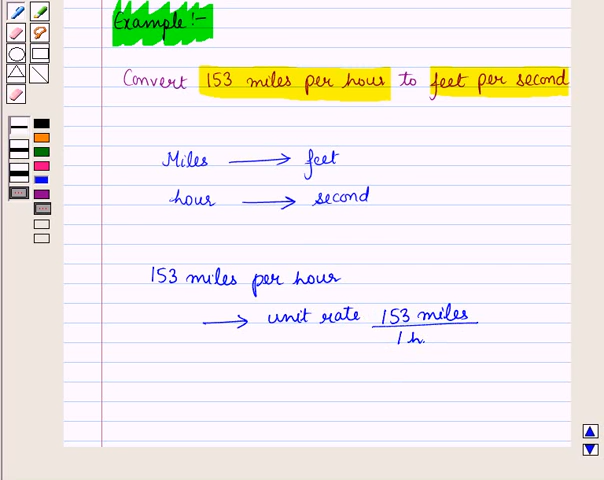 Example :-
Convert 153 miles per hour to feet per second
Miles → feet
hour → second
153 miles per hour
→ unit rate 153 miles
1 h.